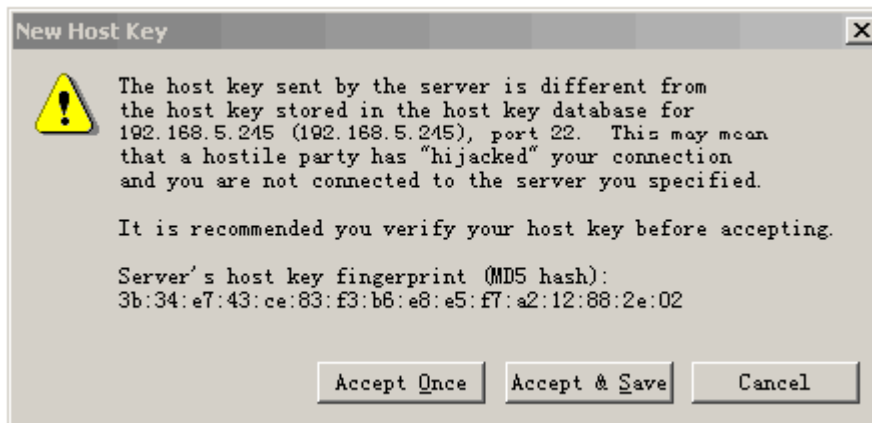 New Host Key
The host key sent by the server is different from
the host key stored in the host key database for
192.168.5.245 (192.168.5.245), port 22.  This may mean
that a hostile party has "hijacked" your connection
and you are not connected to the server you specified.
It is recommended you verify your host key before accepting.
Server's host key fingerprint (MD5 hash):
3b:34:e7:43:ce:83:f3:b6:e8:e5:f7:a2:12:88:2e:02
Accept Once
Accept & Save
Cancel